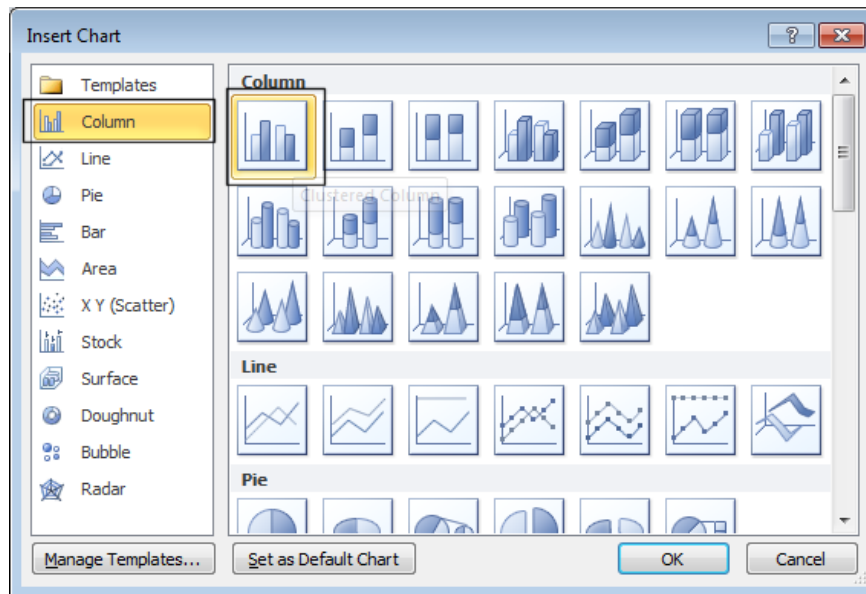 Insert Chart
Templates
Column
Line
Pie
Bar
Area
X Y (Scatter)
Stock
Surface
Doughnut
Bubble
Radar
Column
Clustered Column
Line
Pie
Manage Templates...
Set as Default Chart
OK
Cancel